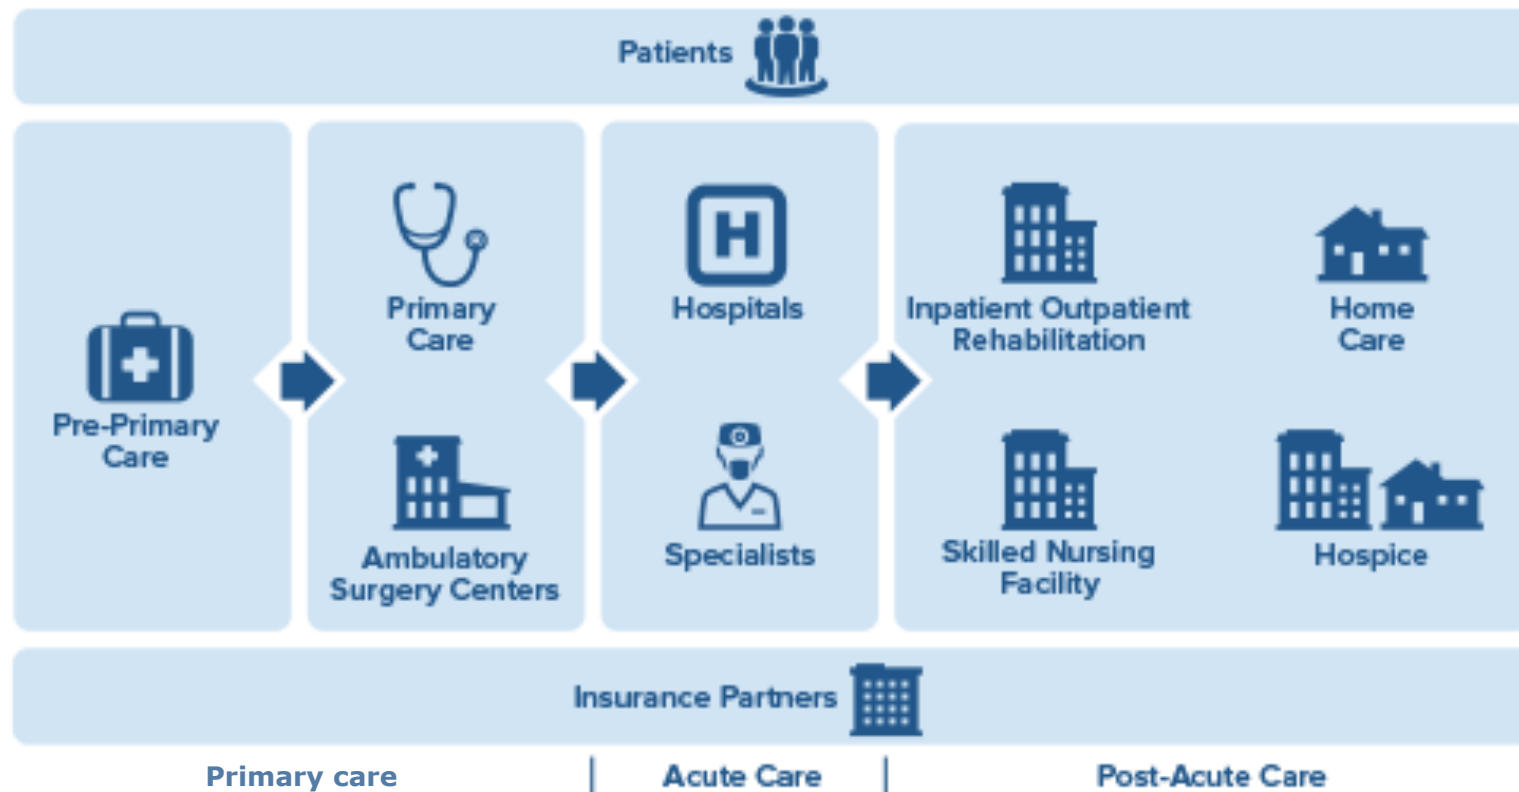 Patients
Pre-Primary
Care
Primary
Care
Ambulatory
Surgery Centers
H
Hospitals
Specialists
Inpatient Outpatient
Rehabilitation
Home
Care
Skilled Nursing
Facility
Hospice
Insurance Partners
Primary care | Acute Care | Post-Acute Care